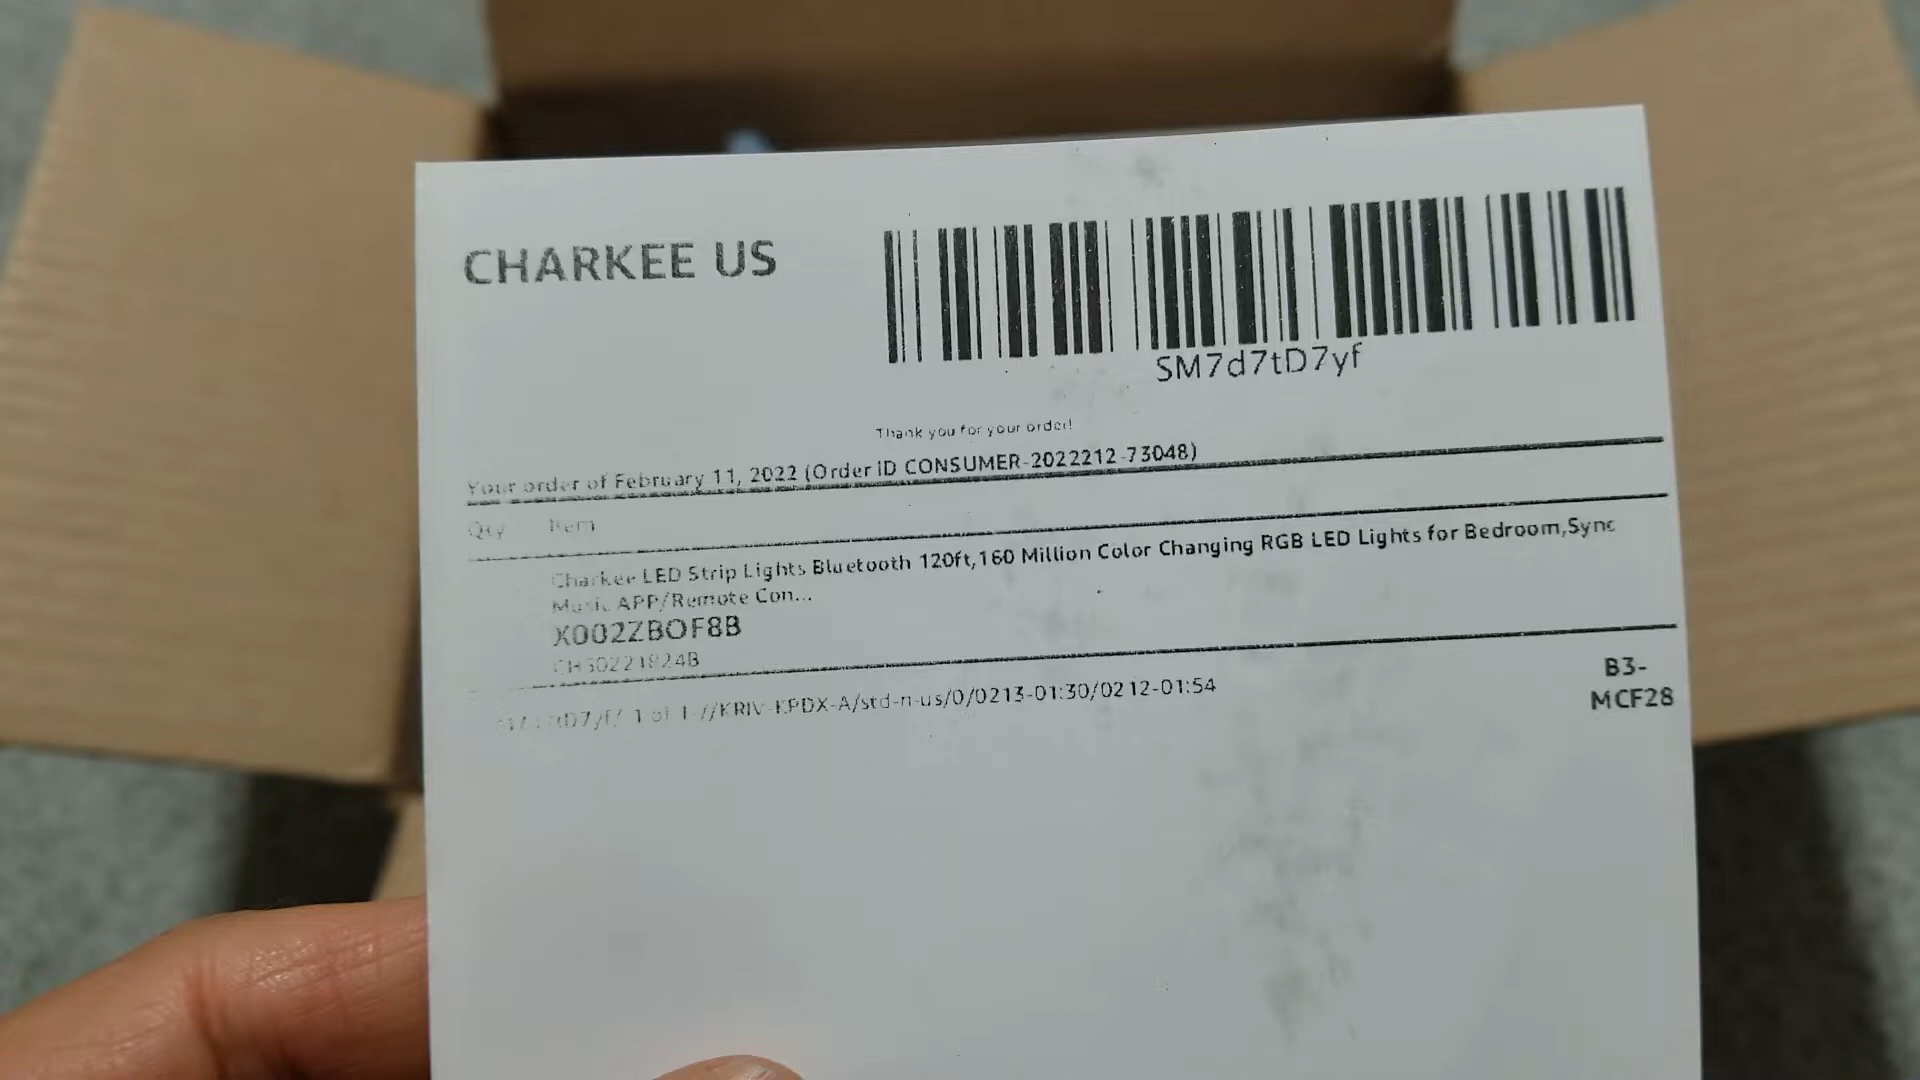 CHARKEE US
SM7d7tD7yf
Thank you for your order!
Your order of February 11, 2022 (Order ID CONSUMER-2022212-73048)
Qty Item
Charkee LED Strip Lights Bluetooth 120ft,160 Million Color Changing RGB LED Lights for Bedroom,Sync
Music APP/Remote Con...
X002ZBOF8B
B3-
MCF28
1 of 1-//KRIV-KPDX-A/std-n-us/0/0213-01:30/0212-01:54